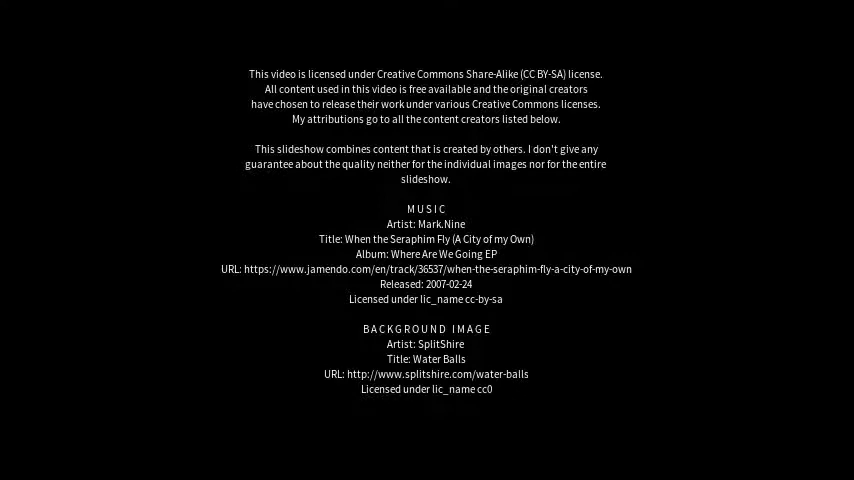 This video is licensed under Creative Commons Share-Alike (CC BY-SA) license.
All content used in this video is free available and the original creators
have chosen to release their work under various Creative Commons licenses.
My attributions go to all the content creators listed below.
This slideshow combines content that is created by others. I don't give any
guarantee about the quality neither for the individual images nor for the entire
slideshow.
M U S I C
Artist: Mark.Nine
Title: When the Seraphim Fly (A City of my Own)
Album: Where Are We Going EP
URL: https://www.jamendo.com/en/track/36537/when-the-seraphim-fly-a-city-of-my-own
Released: 2007-02-24
Licensed under lic_name cc-by-sa
B A C K G R O U N D   I M A G E
Artist: SplitShire
Title: Water Balls
URL: http://www.splitshire.com/water-balls
Licensed under lic_name cc0